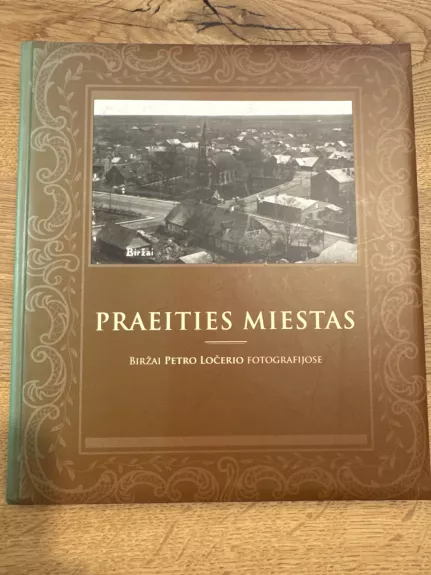 Biržai
PRAEITIES MIESTAS
BIRŽAI PETRO LOČERIO FOTOGRAFIJOSE